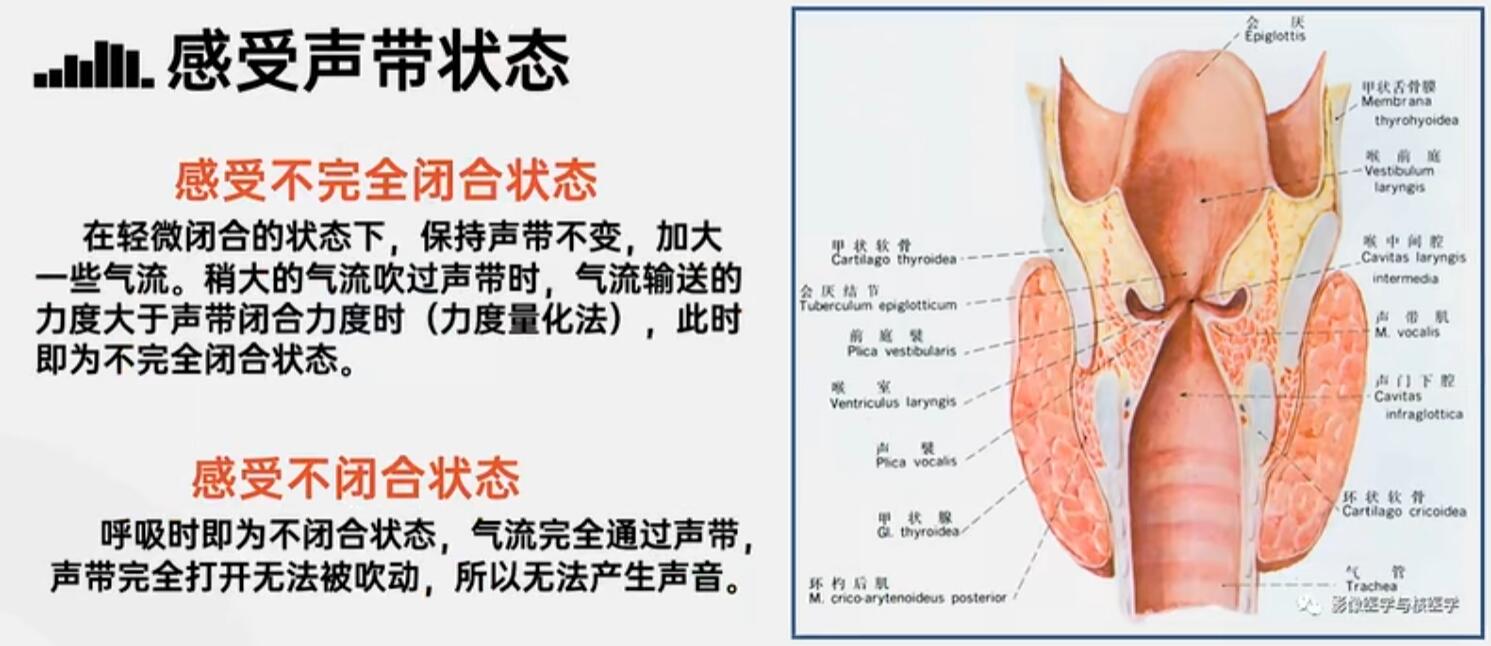 感受声带状态
感受不完全闭合状态
在轻微闭合的状态下，保持声带不变，加大
一些气流。稍大的气流吹过声带时，气流输送的
力度大于声带闭合力度时（力度量化法），此时
即为不完全闭合状态。
感受不闭合状态
呼吸时即为不闭合状态，气流完全通过声带，
声带完全打开无法被吹动，所以无法产生声音。
会厌
Epiglottis
甲状舌骨膜
Membrana
thyrohyoidea
喉前庭
Vestibulum
laryngis
甲状软骨
Cartilago thyroidea
喉中间腔
Cavitas laryngis
intermedia
会厌结节
Tuberculum epiglotticum
声带肌
M. vocalis
前庭襞
Plica vestibularis
喉室
Ventriculus laryngis
声门下腔
Cavitas
infraglottica
声襞
Plica vocalis
环状软骨
Cartilago cricoidea
甲状腺
Gl. thyroidea
环杓后肌
M. crico-arytenoideus posterior
气管
Trachea
影像医学与核医学